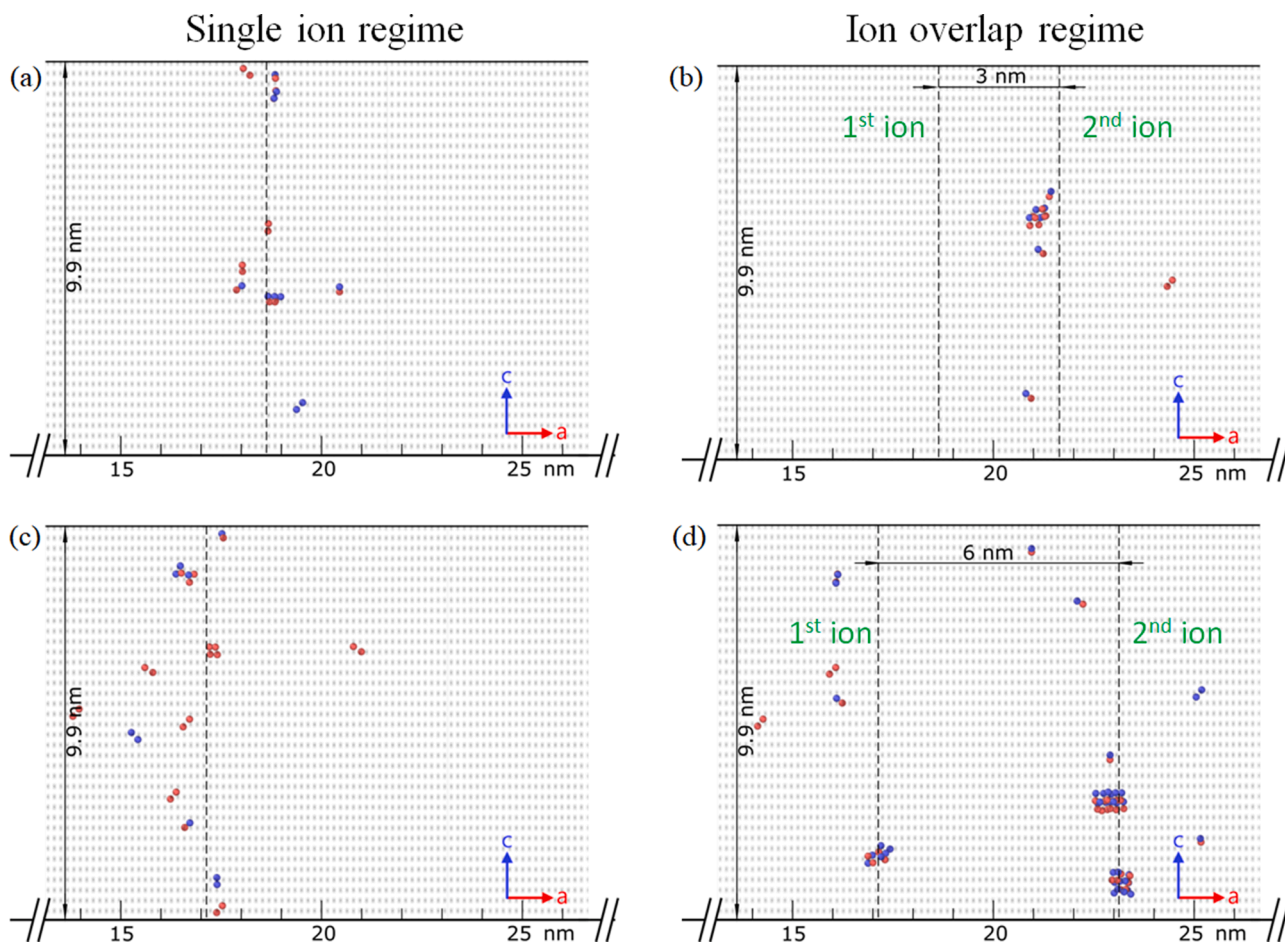 Single ion regime
Ion overlap regime
(a)
9.9 nm
c
a
15
20
25 nm
(b)
3 nm
1st ion
2nd ion
9.9 nm
c
a
15
20
25 nm
(c)
9.9 nm
c
a
15
20
25 nm
(d)
6 nm
1st ion
2nd ion
9.9 nm
c
a
15
20
25 nm